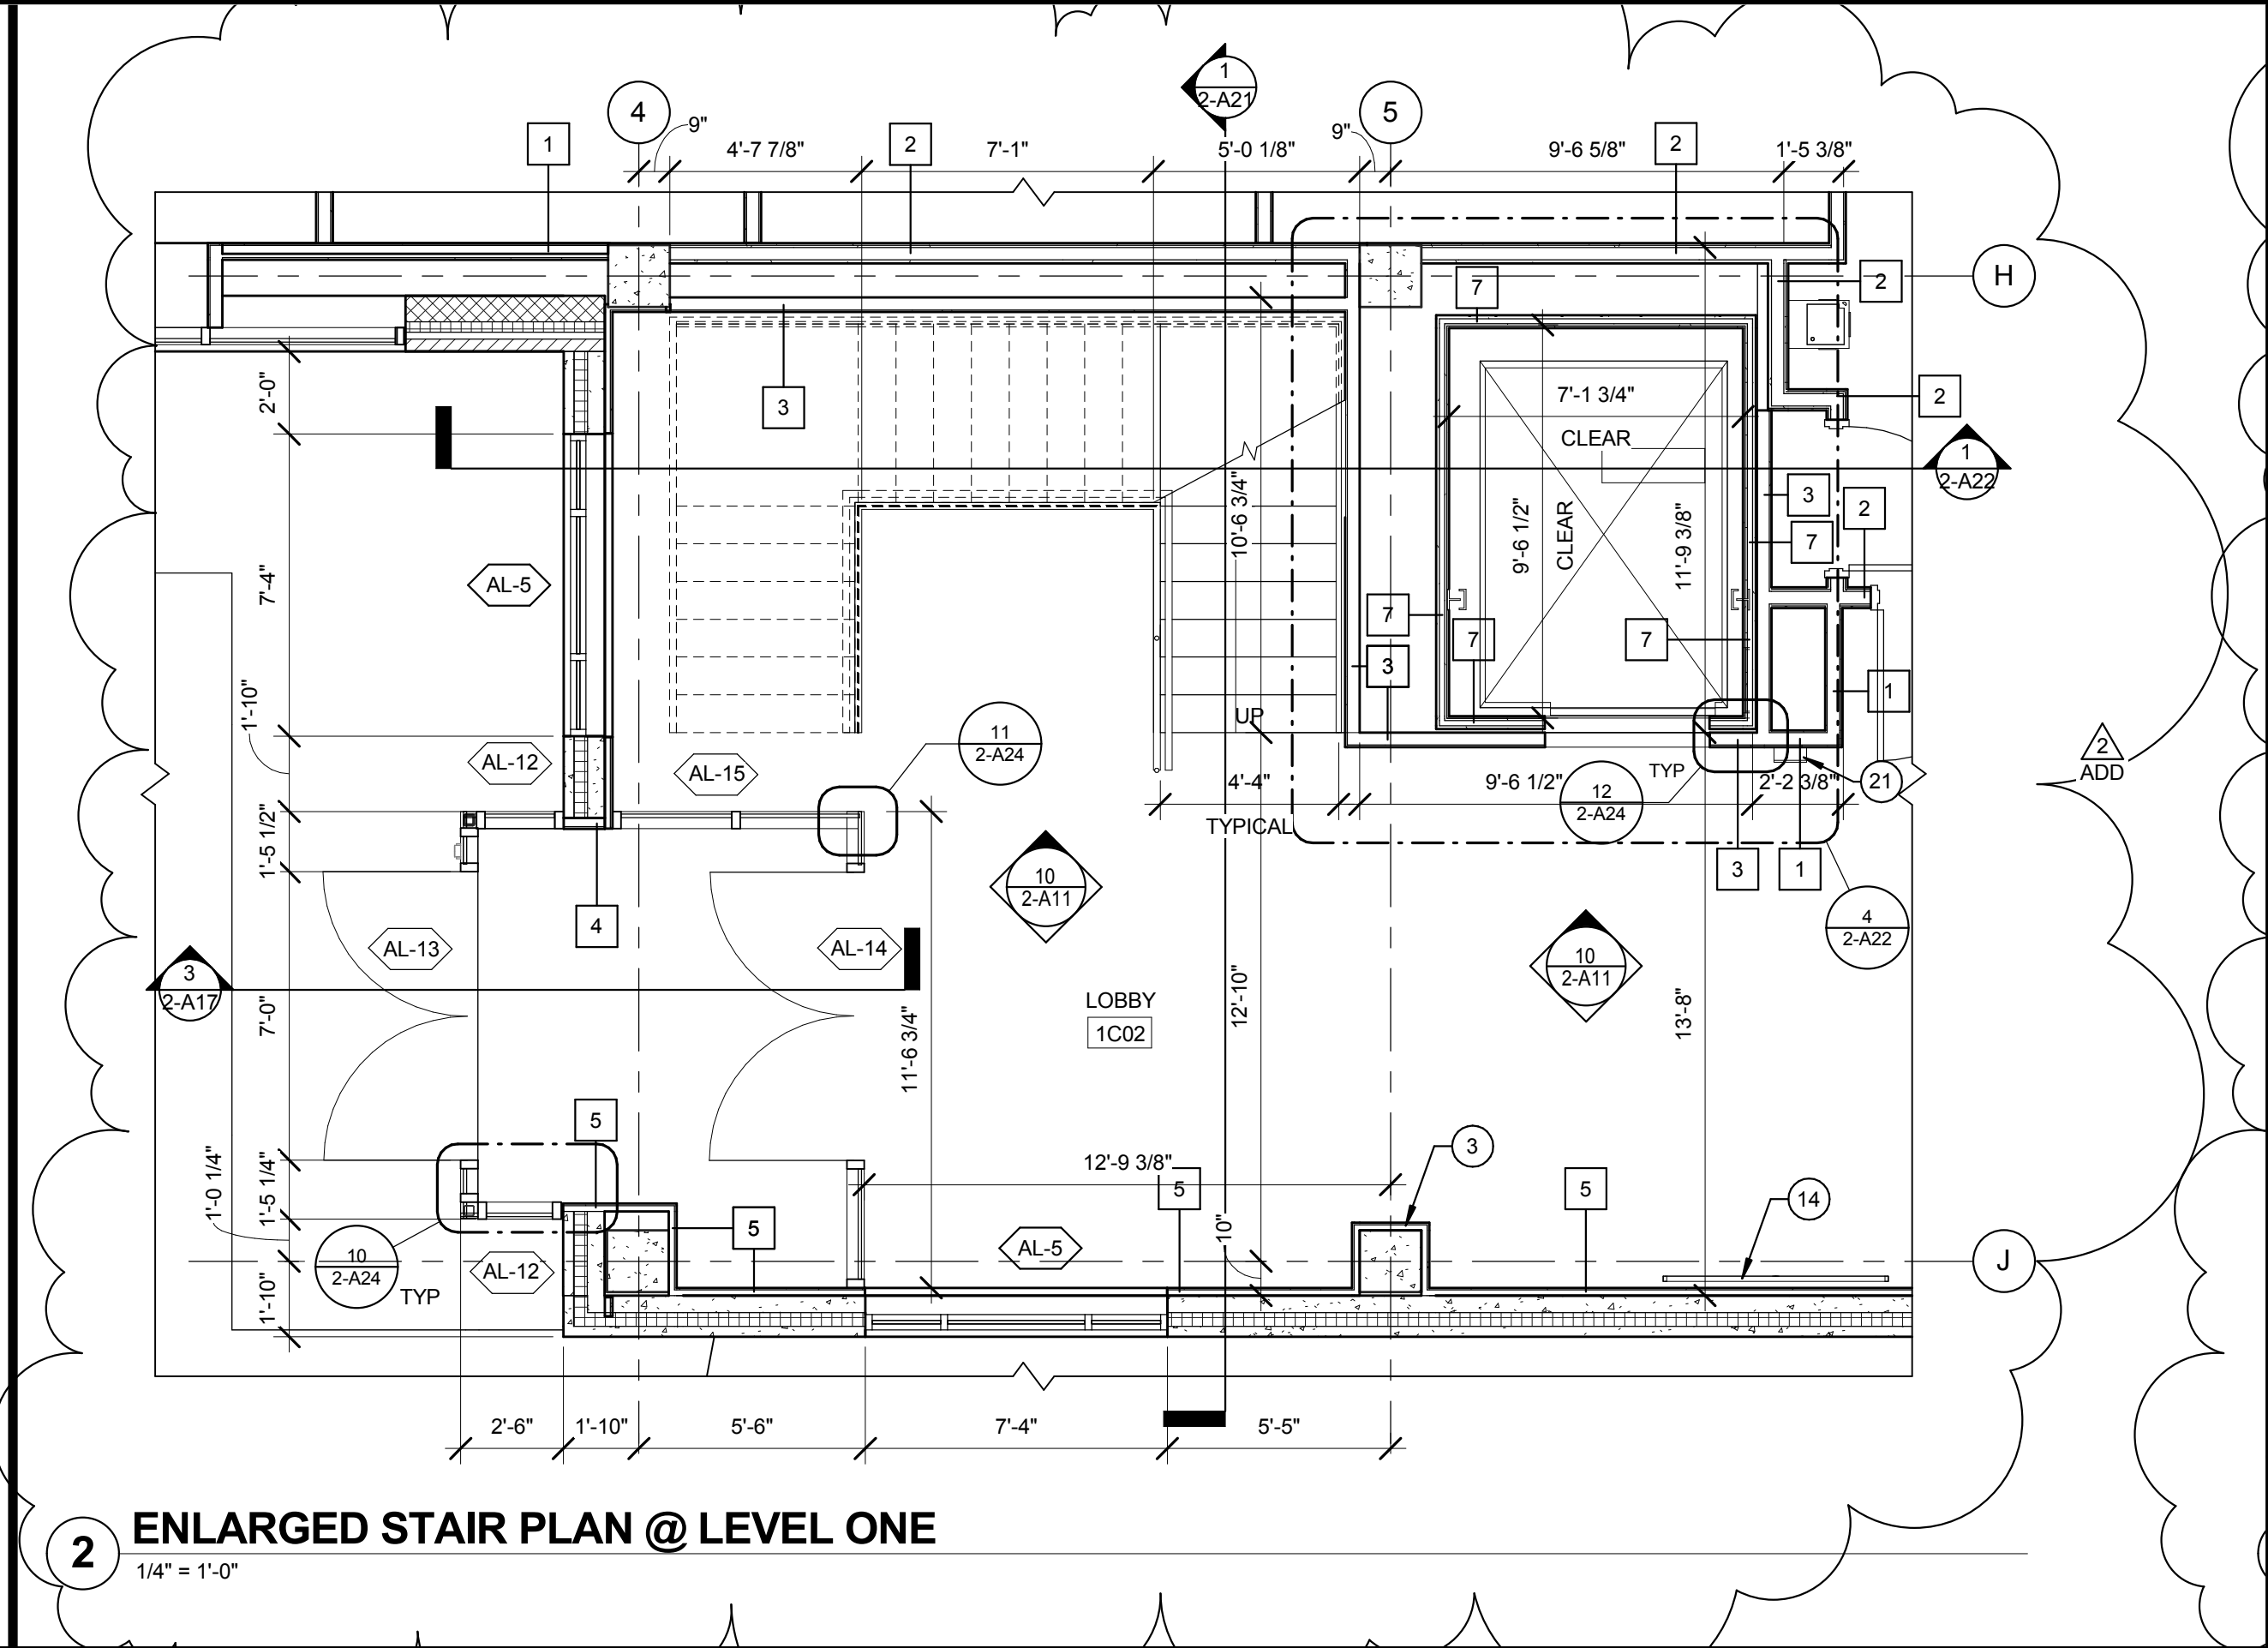 1
2-A21
4
5
9"
9"
1
4'-7 7/8"
2
7'-1"
5'-0 1/8"
9'-6 5/8"
2
1'-5 3/8"
H
2
7
2
3
7'-1 3/4"
CLEAR
2'-0"
1
2-A22
3
2
7
10'-6 3/4"
9'-6 1/2"
CLEAR
11'-9 3/8"
AL-5
7'-4"
7
7
7
3
1
1'-10"
UP
11
2-A24
AL-12
AL-15
2
ADD
TYP
4'-4"
9'-6 1/2"
2'-2 3/8"
21
12
2-A24
TYPICAL
1'-5 1/2"
10
2-A11
3
1
4
4
2-A22
AL-13
AL-14
10
2-A11
3
2-A17
7'-0"
LOBBY
1C02
12'-10"
13'-8"
11'-6 3/4"
5
3
12'-9 3/8"
5
5
14
1'-0 1/4"
1'-5 1/4"
5
10"
AL-5
10
2-A24
TYP
AL-12
J
1'-10"
2'-6"
1'-10"
5'-6"
7'-4"
5'-5"
2
ENLARGED STAIR PLAN @ LEVEL ONE
1/4" = 1'-0"